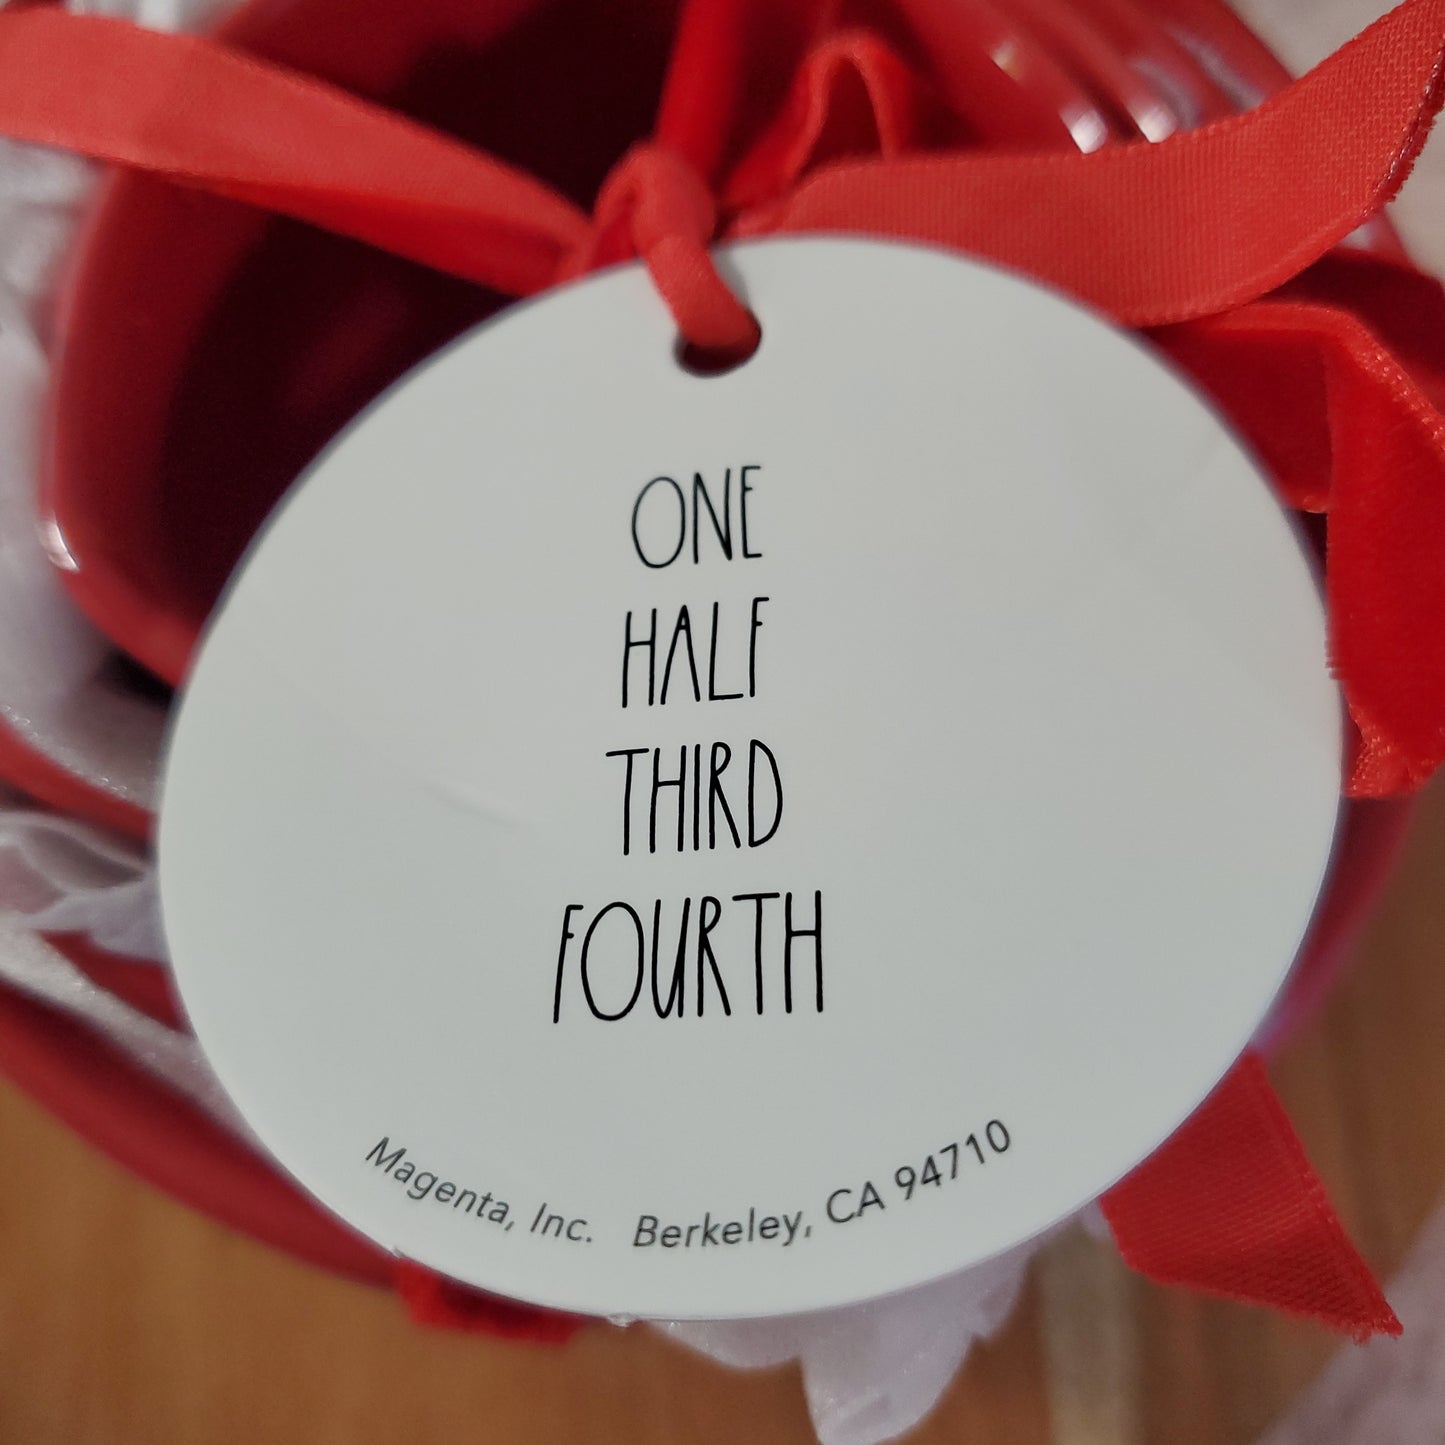 ONE
HALF
THIRD
FOURTH
Magenta, Inc. Berkeley, CA 94710